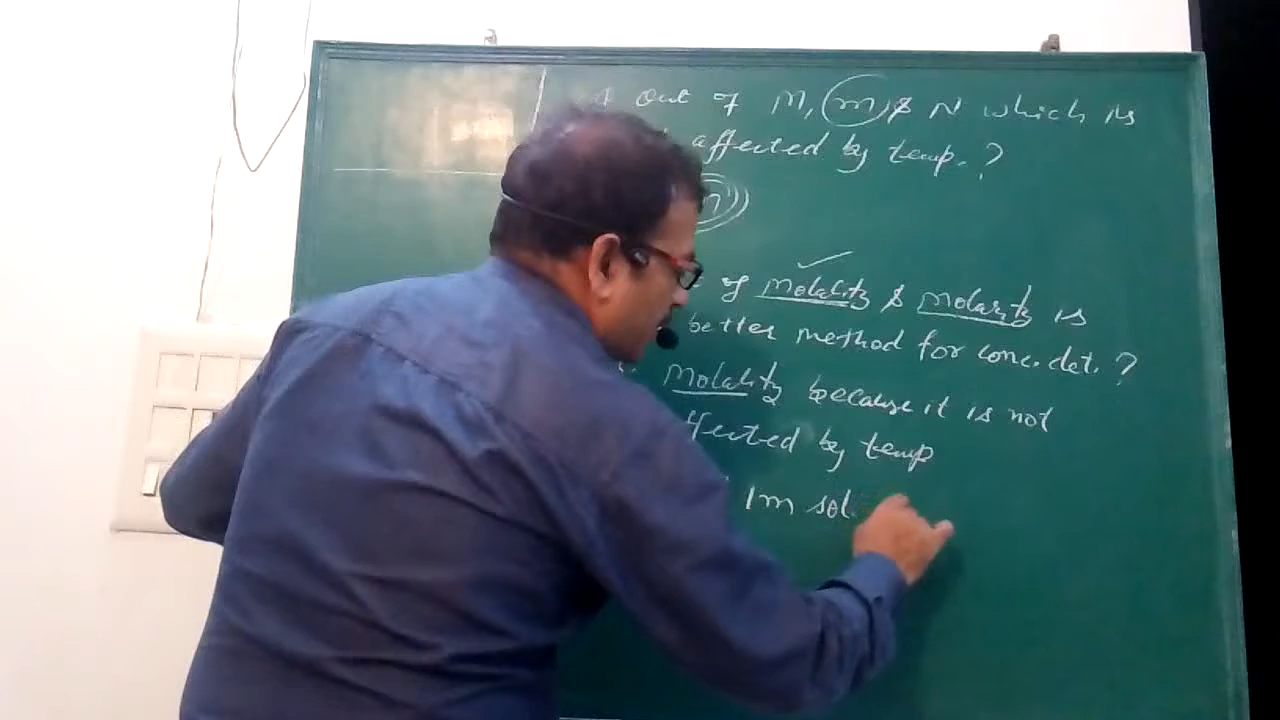 out of M, m, & N which is
affected by temp. ?
of molality & molarity is
better method for conc. det. ?
molality because it is not
ffected by temp
1m sol